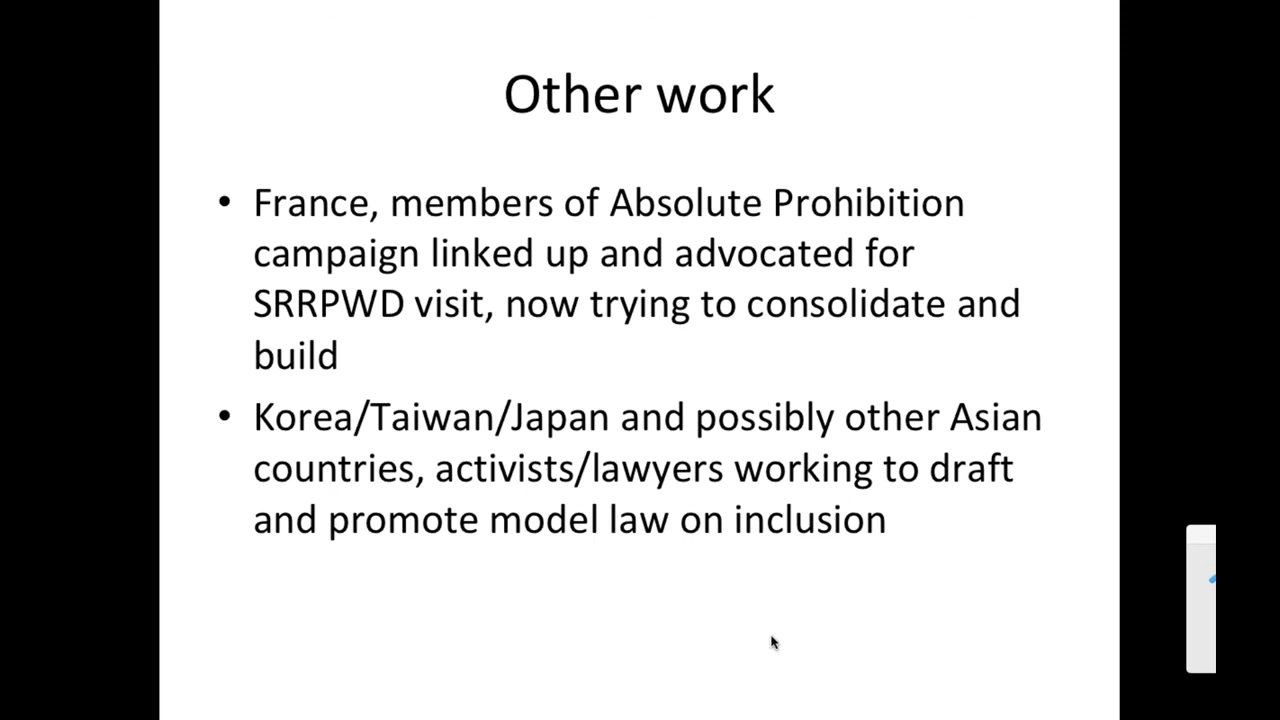 Other work
• France, members of Absolute Prohibition
campaign linked up and advocated for
SRRPWD visit, now trying to consolidate and
build
• Korea/Taiwan/Japan and possibly other Asian
countries, activists/lawyers working to draft
and promote model law on inclusion